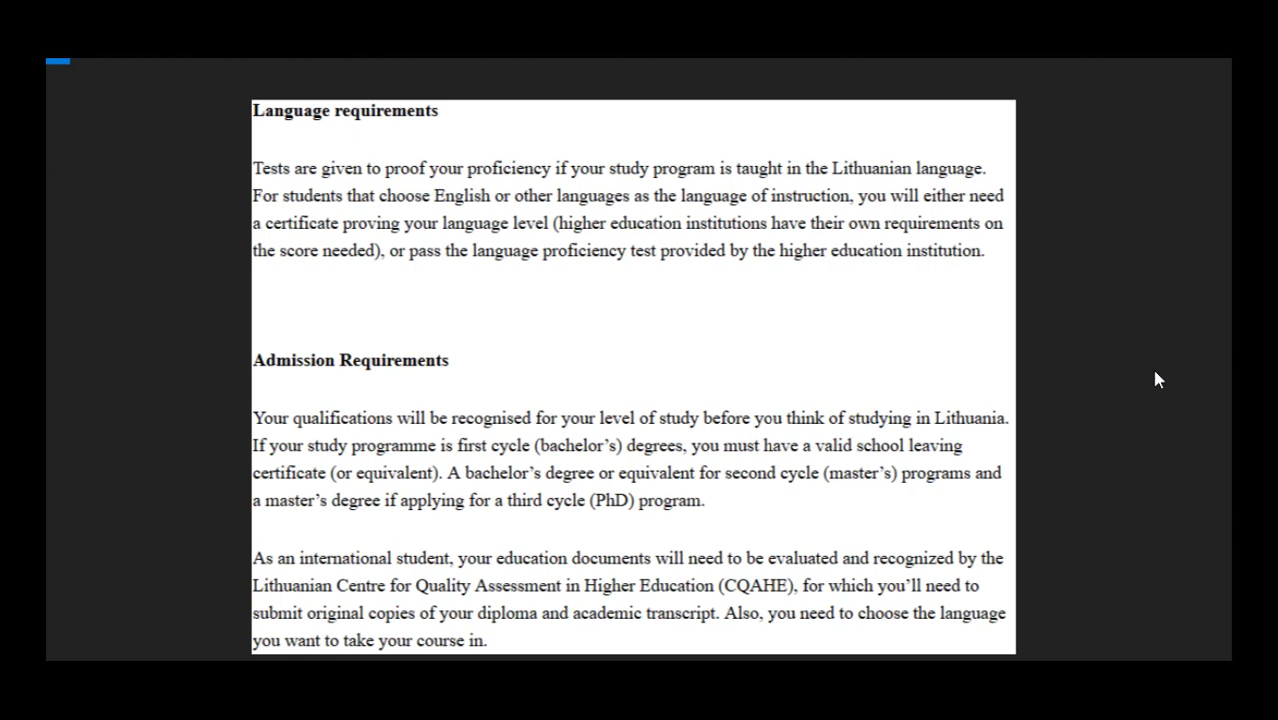 Language requirements
Tests are given to proof your proficiency if your study program is taught in the Lithuanian language.
For students that choose English or other languages as the language of instruction, you will either need
a certificate proving your language level (higher education institutions have their own requirements on
the score needed), or pass the language proficiency test provided by the higher education institution.
Admission Requirements
Your qualifications will be recognised for your level of study before you think of studying in Lithuania.
If your study programme is first cycle (bachelor’s) degrees, you must have a valid school leaving
certificate (or equivalent). A bachelor’s degree or equivalent for second cycle (master’s) programs and
a master’s degree if applying for a third cycle (PhD) program.
As an international student, your education documents will need to be evaluated and recognized by the
Lithuanian Centre for Quality Assessment in Higher Education (CQAHE), for which you’ll need to
submit original copies of your diploma and academic transcript. Also, you need to choose the language
you want to take your course in.